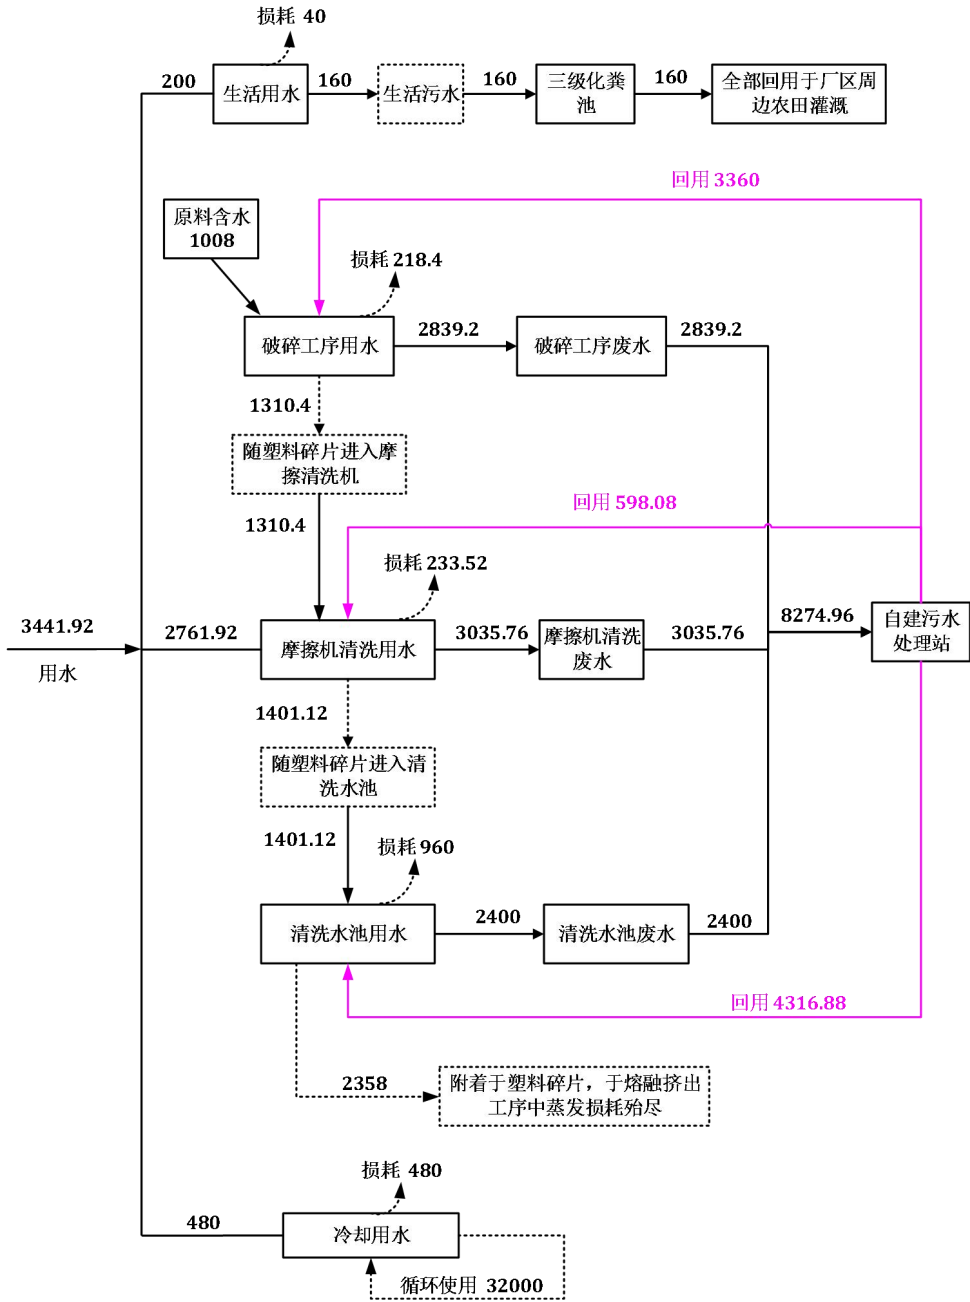 损耗 40
200
生活用水
160
生活污水
160
三级化粪
池
160
全部回用于厂区周
边农田灌溉
回用 3360
原料含水
1008
损耗 218.4
破碎工序用水
2839.2
破碎工序废水
2839.2
1310.4
随塑料碎片进入摩
擦清洗机
1310.4
回用 598.08
损耗 233.52
3441.92
用水
2761.92
摩擦机清洗用水
3035.76
摩擦机清洗
废水
3035.76
8274.96
自建污水
处理站
1401.12
随塑料碎片进入清
洗水池
1401.12
损耗 960
清洗水池用水
2400
清洗水池废水
2400
回用 4316.88
2358
附着于塑料碎片，于熔融挤出
工序中蒸发损耗殆尽
损耗 480
480
冷却用水
循环使用 32000